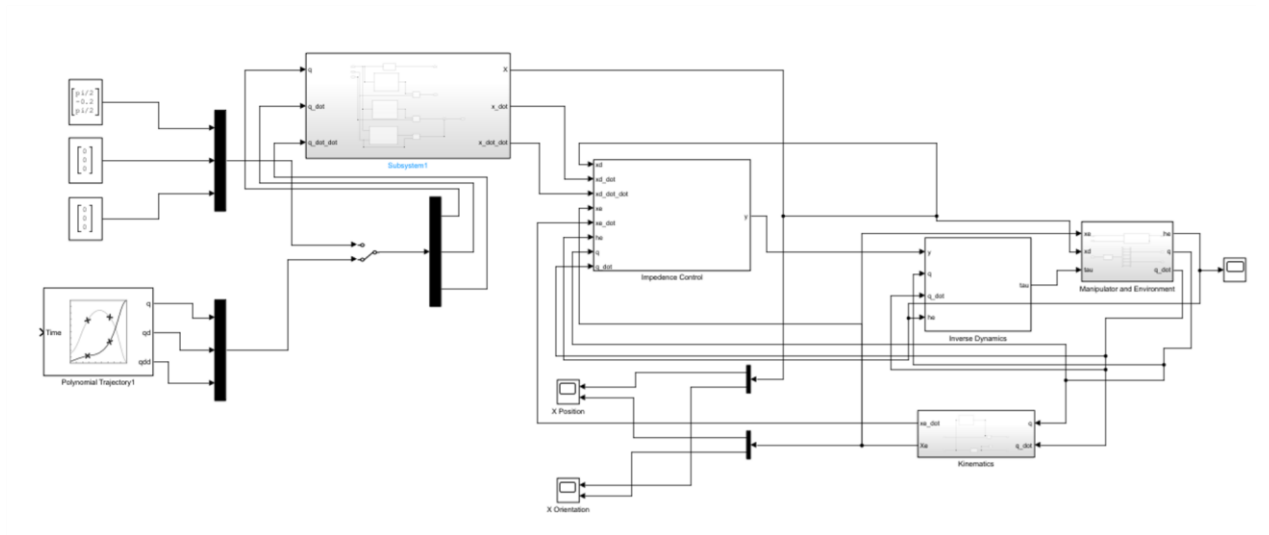 q
q_dot
q_dot_dot
X
x_dot
x_dot_dot
Subsystem1
pi/2
-0.2
pi/2
0
0
0
0
0
0
Time
q
qd
qdd
Polynomial Trajectory1
xd
xd_dot
xd_dot_dot
xe
xe_dot
he
q
q_dot
y
Impedance Control
y
q
q_dot
he
tau
Inverse Dynamics
xe
xd
tau
he
q
q_dot
Manipulator and Environment
X Position
X Orientation
xe_dot
Xe
q
q_dot
Kinematics